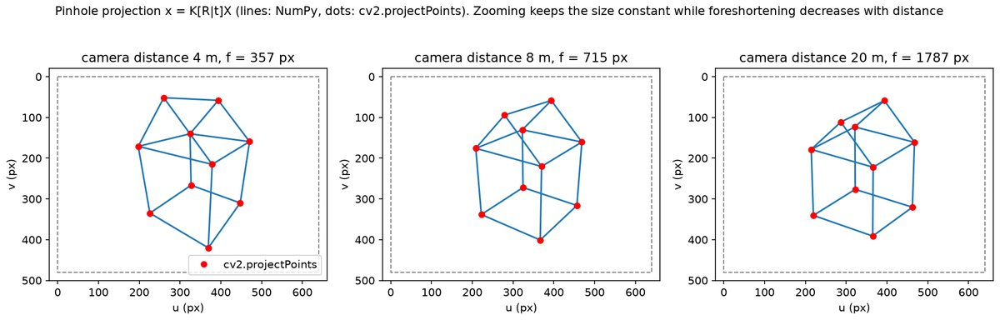 Pinhole projection x = K[R|t]X (lines: NumPy, dots: cv2.projectPoints). Zooming keeps the size constant while foreshortening decreases with distance
camera distance 4 m, f = 357 px
0
100
200
300
400
500
v (px)
cv2.projectPoints
0 100 200 300 400 500 600
u (px)
camera distance 8 m, f = 715 px
0
100
200
300
400
500
v (px)
0 100 200 300 400 500 600
u (px)
camera distance 20 m, f = 1787 px
0
100
200
300
400
500
v (px)
0 100 200 300 400 500 600
u (px)